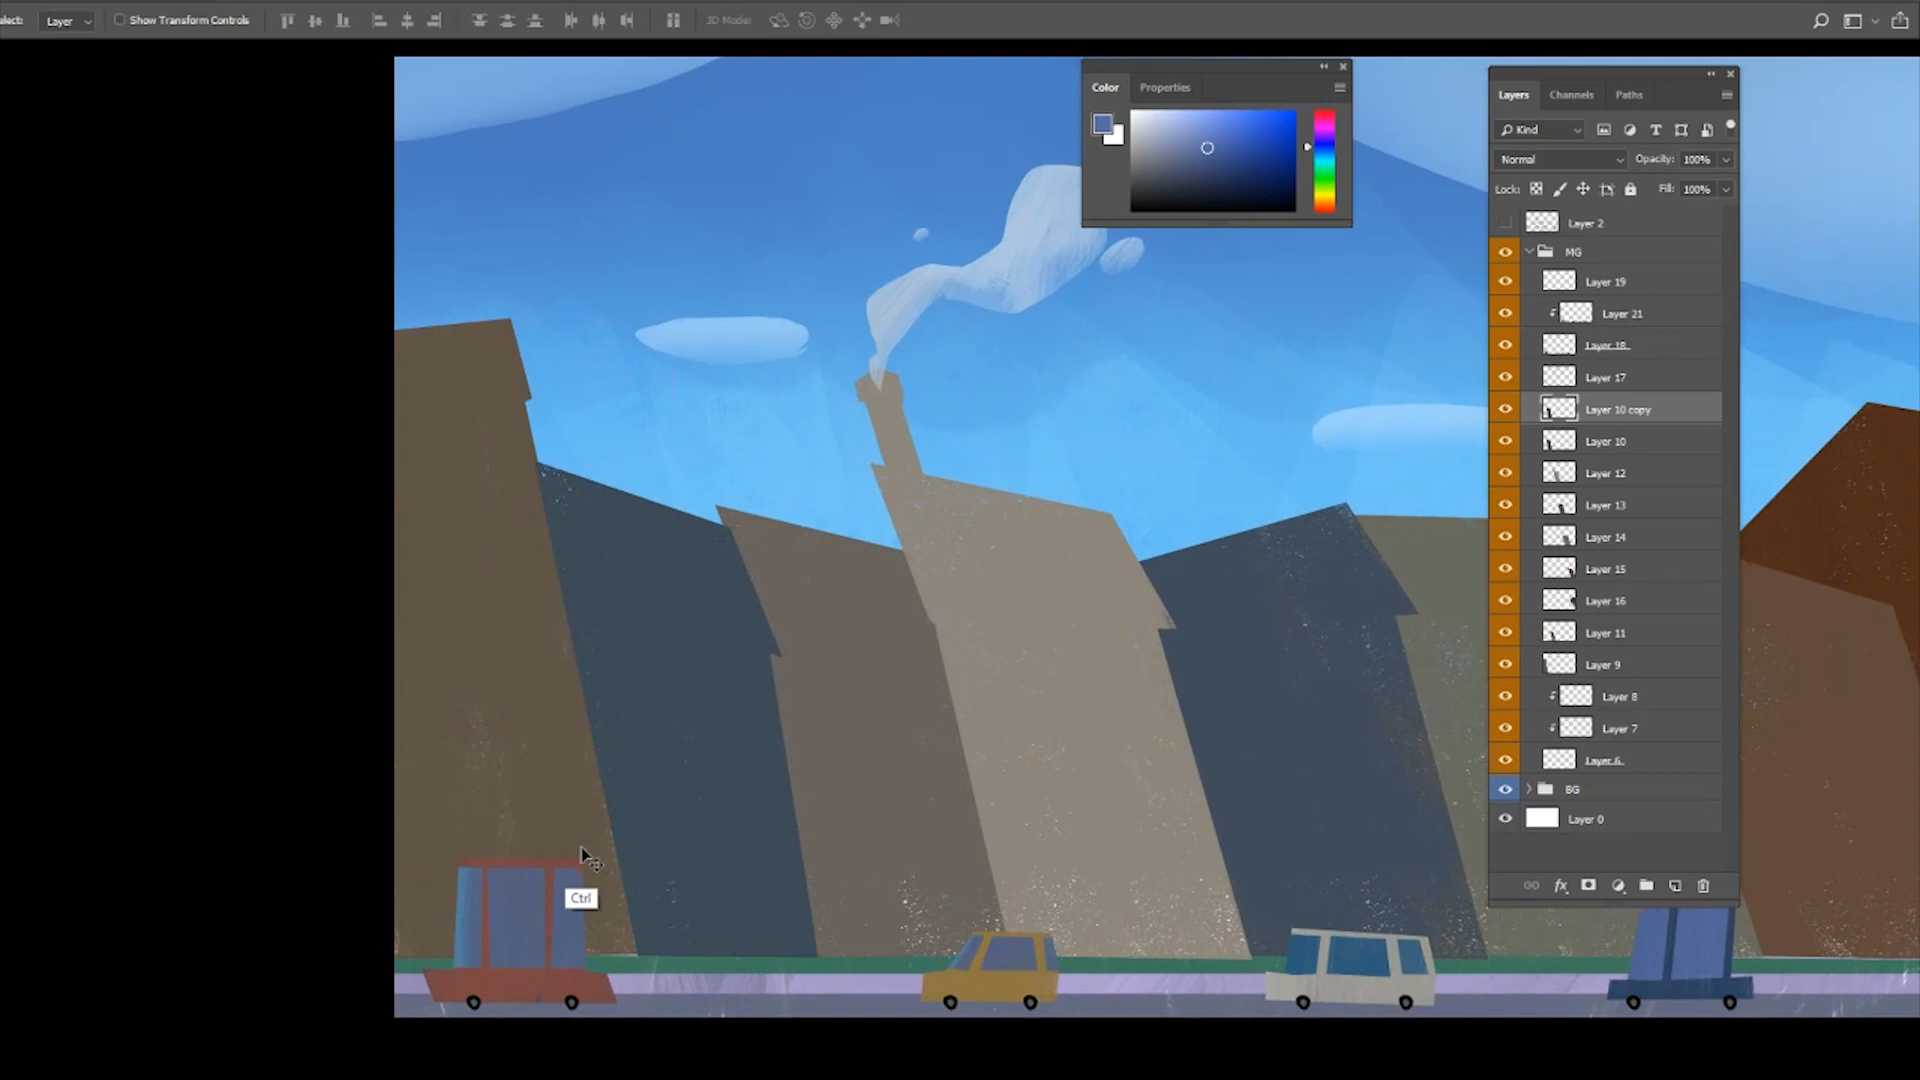 elect: Layer Show Transform Controls 3D Mode:
Color Properties
Layers Channels Paths
Kind
Normal Opacity: 100%
Lock: Fill: 100%
Layer 2
MG
Layer 19
Layer 21
Layer 18
Layer 17
Layer 10 copy
Layer 10
Layer 12
Layer 13
Layer 14
Layer 15
Layer 16
Layer 11
Layer 9
Layer 8
Layer 7
Layer 6
BG
Layer 0
fx
Ctrl